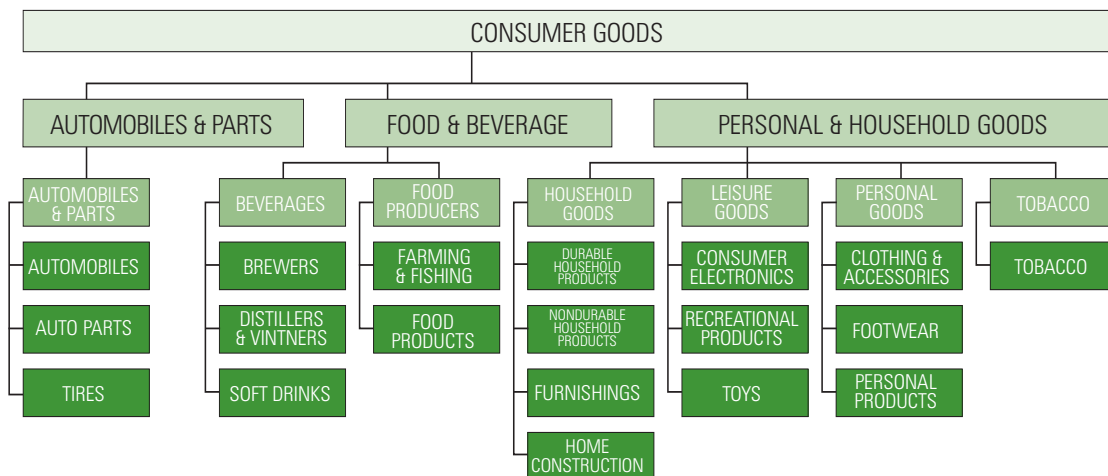 CONSUMER GOODS
AUTOMOBILES & PARTS
FOOD & BEVERAGE
PERSONAL & HOUSEHOLD GOODS
AUTOMOBILES
& PARTS
BEVERAGES
FOOD
PRODUCERS
HOUSEHOLD
GOODS
LEISURE
GOODS
PERSONAL
GOODS
TOBACCO
AUTOMOBILES
BREWERS
FARMING
& FISHING
DURABLE
HOUSEHOLD
PRODUCTS
CONSUMER
ELECTRONICS
CLOTHING &
ACCESSORIES
TOBACCO
AUTO PARTS
DISTILLERS
& VINTNERS
FOOD
PRODUCTS
NONDURABLE
HOUSEHOLD
PRODUCTS
RECREATIONAL
PRODUCTS
FOOTWEAR
TIRES
SOFT DRINKS
FURNISHINGS
TOYS
PERSONAL
PRODUCTS
HOME
CONSTRUCTION